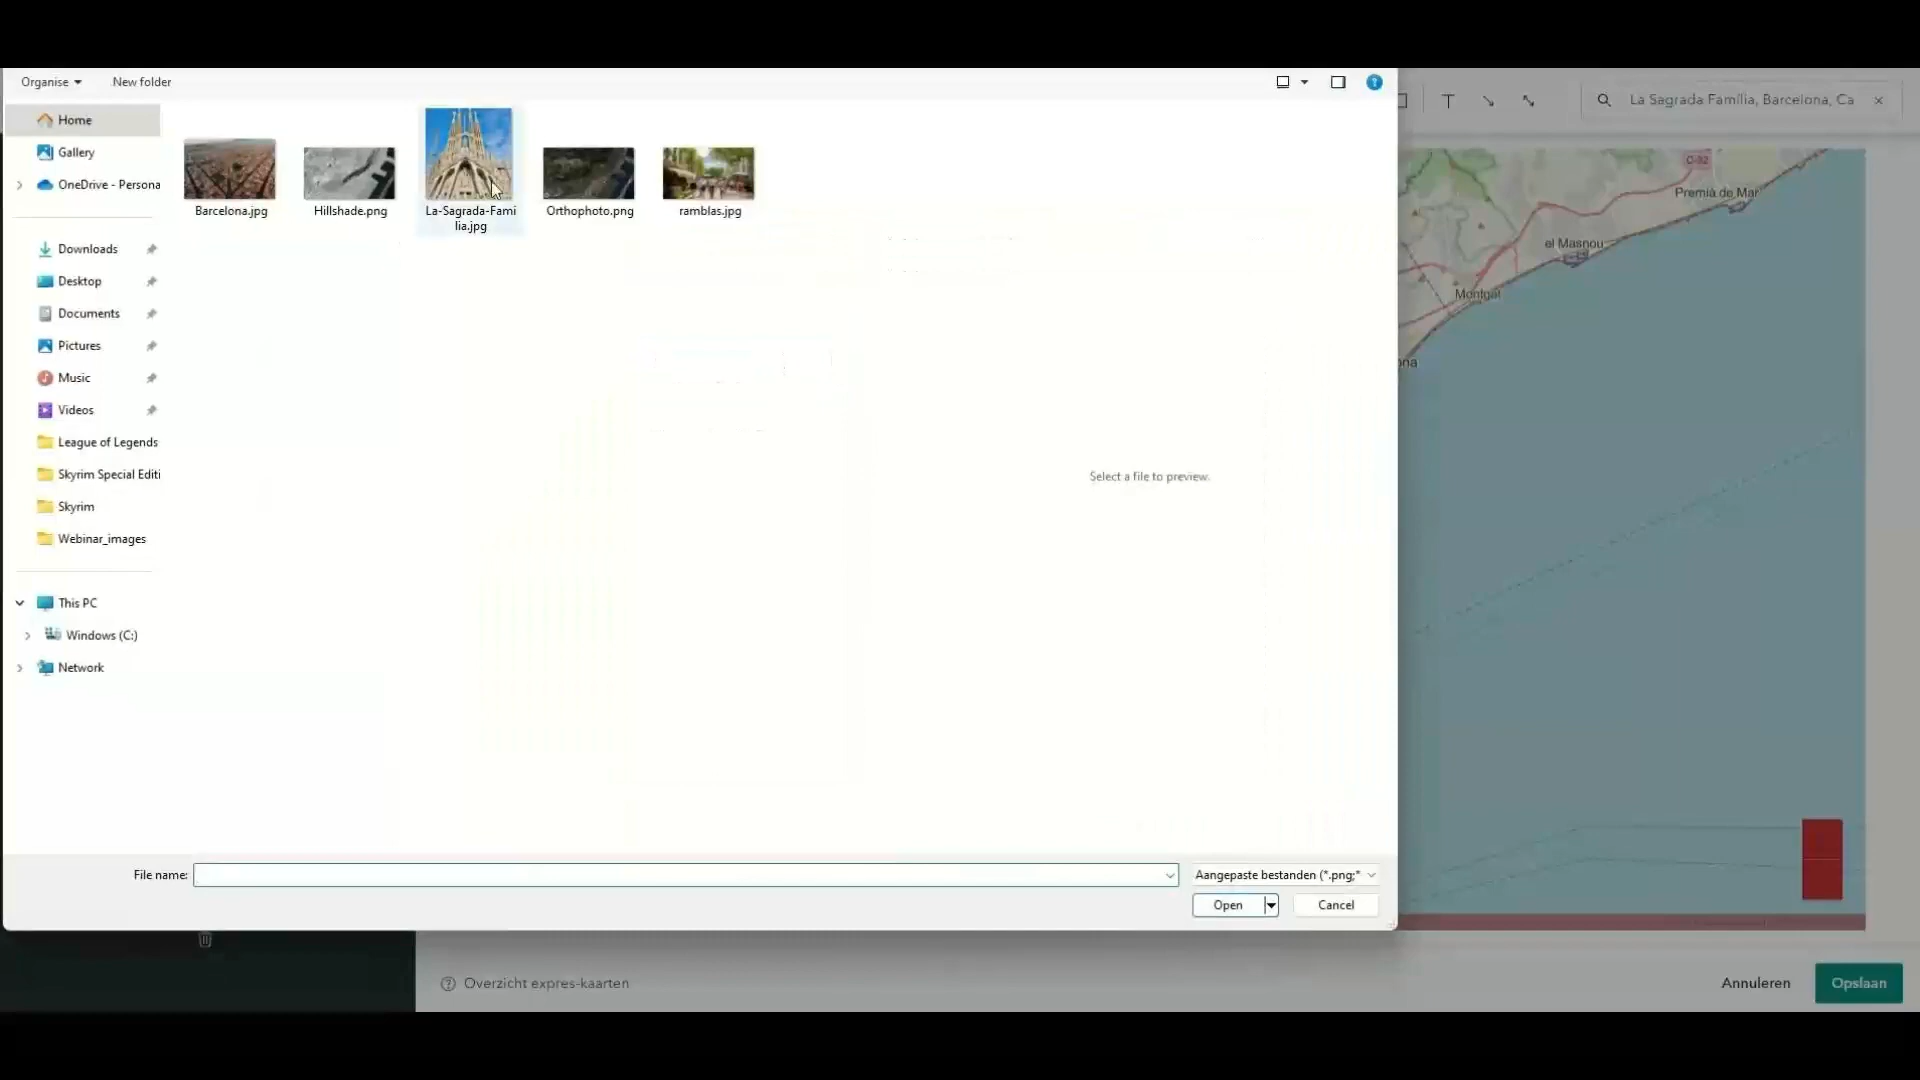 Organise
New folder
La Sagrada Família, Barcelona, Ca
Home
Gallery
OneDrive - Persona
Downloads
Desktop
Documents
Pictures
Music
Videos
League of Legends
Skyrim Special Editi
Skyrim
Webinar_images
This PC
Windows (C:)
Network
Barcelona.jpg
Hillshade.png
La-Sagrada-Fami
lia.jpg
Orthophoto.png
ramblas.jpg
Select a file to preview.
C-32
Premià de Mar
el Masnou
Montgat
ona
File name:
Aangepaste bestanden (*.png;*
Open
Cancel
Overzicht expres-kaarten
Annuleren
Opslaan